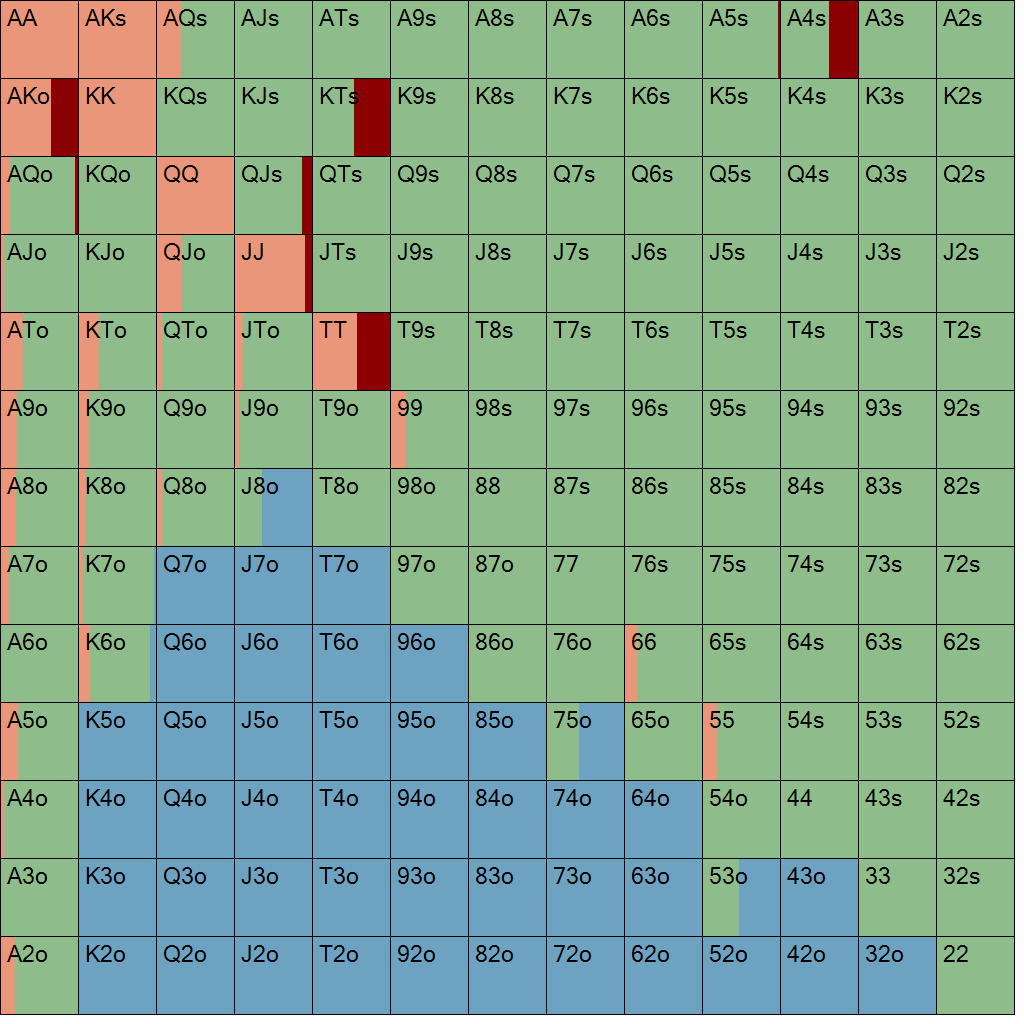 AA AKs AQs AJs ATs A9s A8s A7s A6s A5s A4s A3s A2s
AKo KK KQs KJs KTs K9s K8s K7s K6s K5s K4s K3s K2s
AQo KQo QQ QJs QTs Q9s Q8s Q7s Q6s Q5s Q4s Q3s Q2s
AJo KJo QJo JJ JTs J9s J8s J7s J6s J5s J4s J3s J2s
ATo KTo QTo JTo TT T9s T8s T7s T6s T5s T4s T3s T2s
A9o K9o Q9o J9o T9o 99 98s 97s 96s 95s 94s 93s 92s
A8o K8o Q8o J8o T8o 98o 88 87s 86s 85s 84s 83s 82s
A7o K7o Q7o J7o T7o 97o 87o 77 76s 75s 74s 73s 72s
A6o K6o Q6o J6o T6o 96o 86o 76o 66 65s 64s 63s 62s
A5o K5o Q5o J5o T5o 95o 85o 75o 65o 55 54s 53s 52s
A4o K4o Q4o J4o T4o 94o 84o 74o 64o 54o 44 43s 42s
A3o K3o Q3o J3o T3o 93o 83o 73o 63o 53o 43o 33 32s
A2o K2o Q2o J2o T2o 92o 82o 72o 62o 52o 42o 32o 22